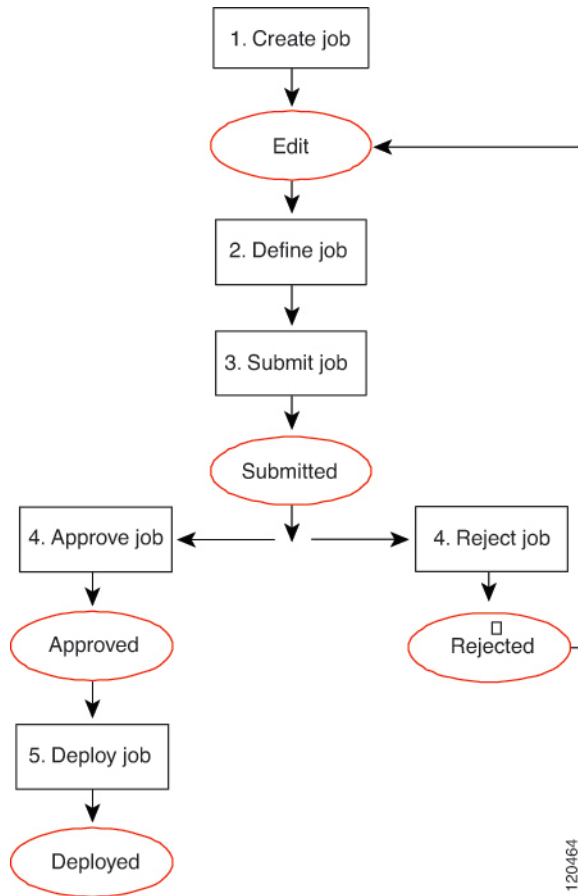 1. Create job
Edit
2. Define job
3. Submit job
Submitted
4. Approve job
4. Reject job
Approved
Rejected
5. Deploy job
Deployed
120464